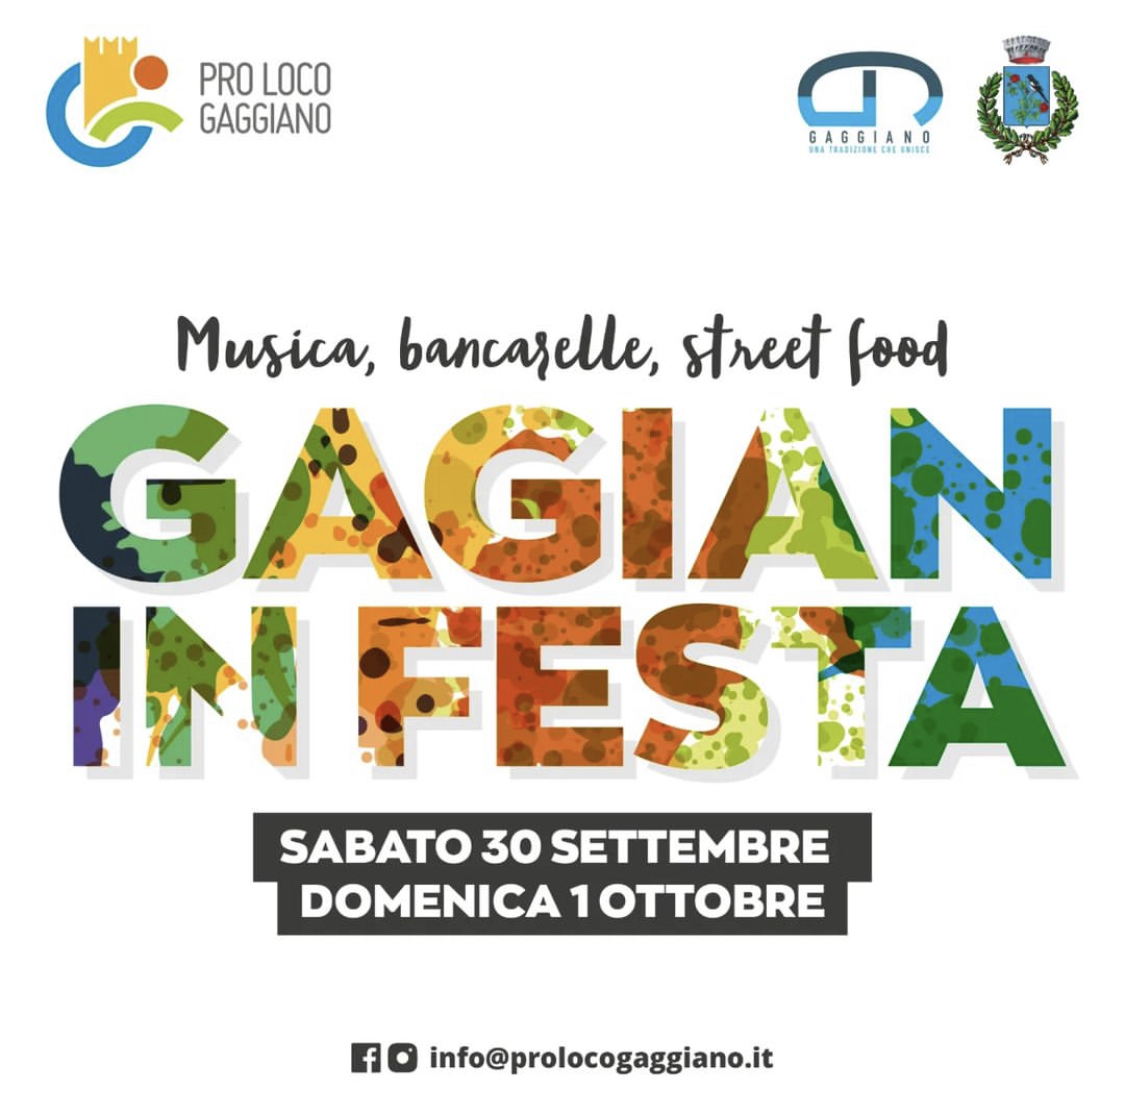 PRO LOCO
GAGGIANO
GAGGIANO
UNA TRADIZIONE CHE UNISCE
Musica, bancarelle, street food
GAGIAN
IN FESTA
SABATO 30 SETTEMBRE
DOMENICA 1 OTTOBRE
info@prolocogaggiano.it